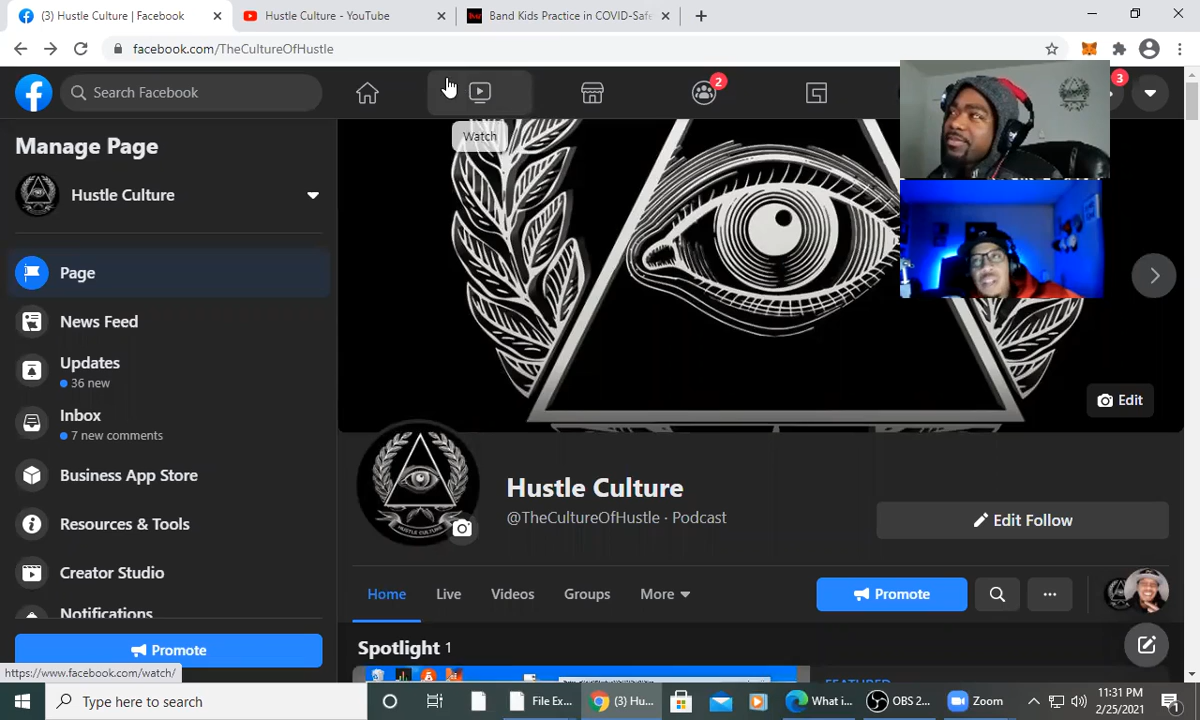 (3) Hustle Culture | Facebook
Hustle Culture - YouTube
Band Kids Practice in COVID-Safe
facebook.com/TheCultureOfHustle
Search Facebook
2
3
Watch
Manage Page
Hustle Culture
Page
News Feed
Updates
36 new
Inbox
7 new comments
Business App Store
Resources & Tools
Creator Studio
Notifications
Promote
Edit
HUSTLE CULTURE
Hustle Culture
@TheCultureOfHustle · Podcast
Edit Follow
Home
Live
Videos
Groups
More
Promote
Spotlight 1
FEATURED
https://www.facebook.com/watch/
Type here to search
File Ex...
(3) Hu...
What i...
OBS 2...
Zoom
11:31 PM
2/25/2021
1